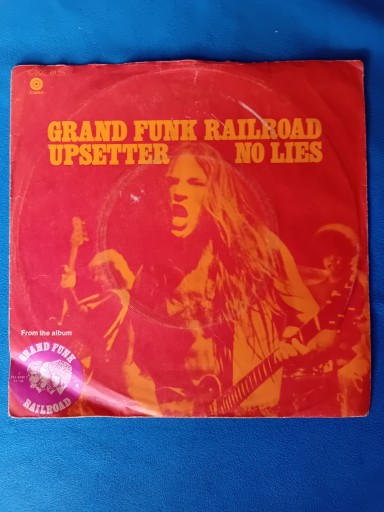 GRAND FUNK RAILROAD
UPSETTER NO LIES
From the album
GRAND FUNK
RAILROAD